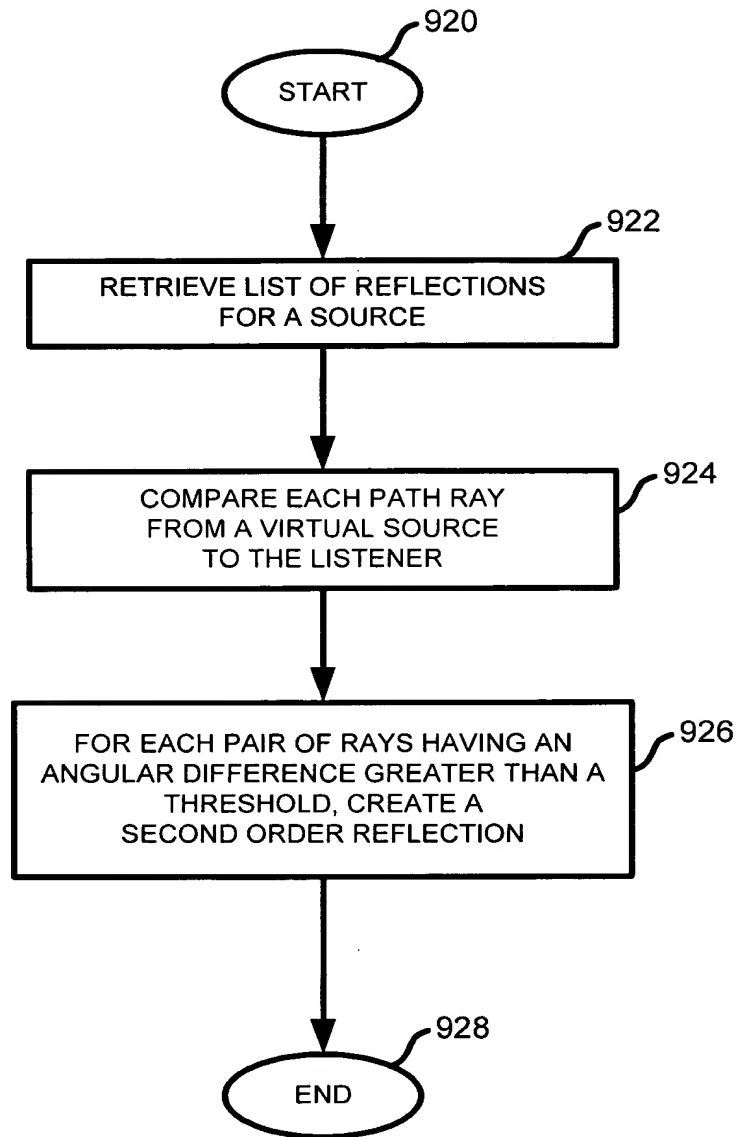 920
START
922
RETRIEVE LIST OF REFLECTIONS
FOR A SOURCE
924
COMPARE EACH PATH RAY
FROM A VIRTUAL SOURCE
TO THE LISTENER
926
FOR EACH PAIR OF RAYS HAVING AN
ANGULAR DIFFERENCE GREATER THAN A
THRESHOLD, CREATE A
SECOND ORDER REFLECTION
928
END